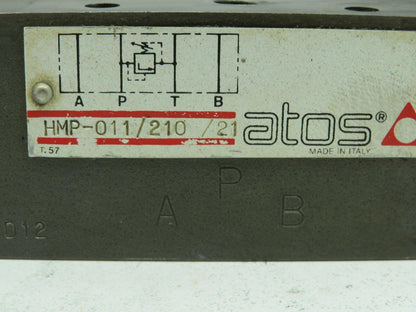 A P T B
HMP-011/210 /21
atos®
T.57
MADE IN ITALY
P
A B
012